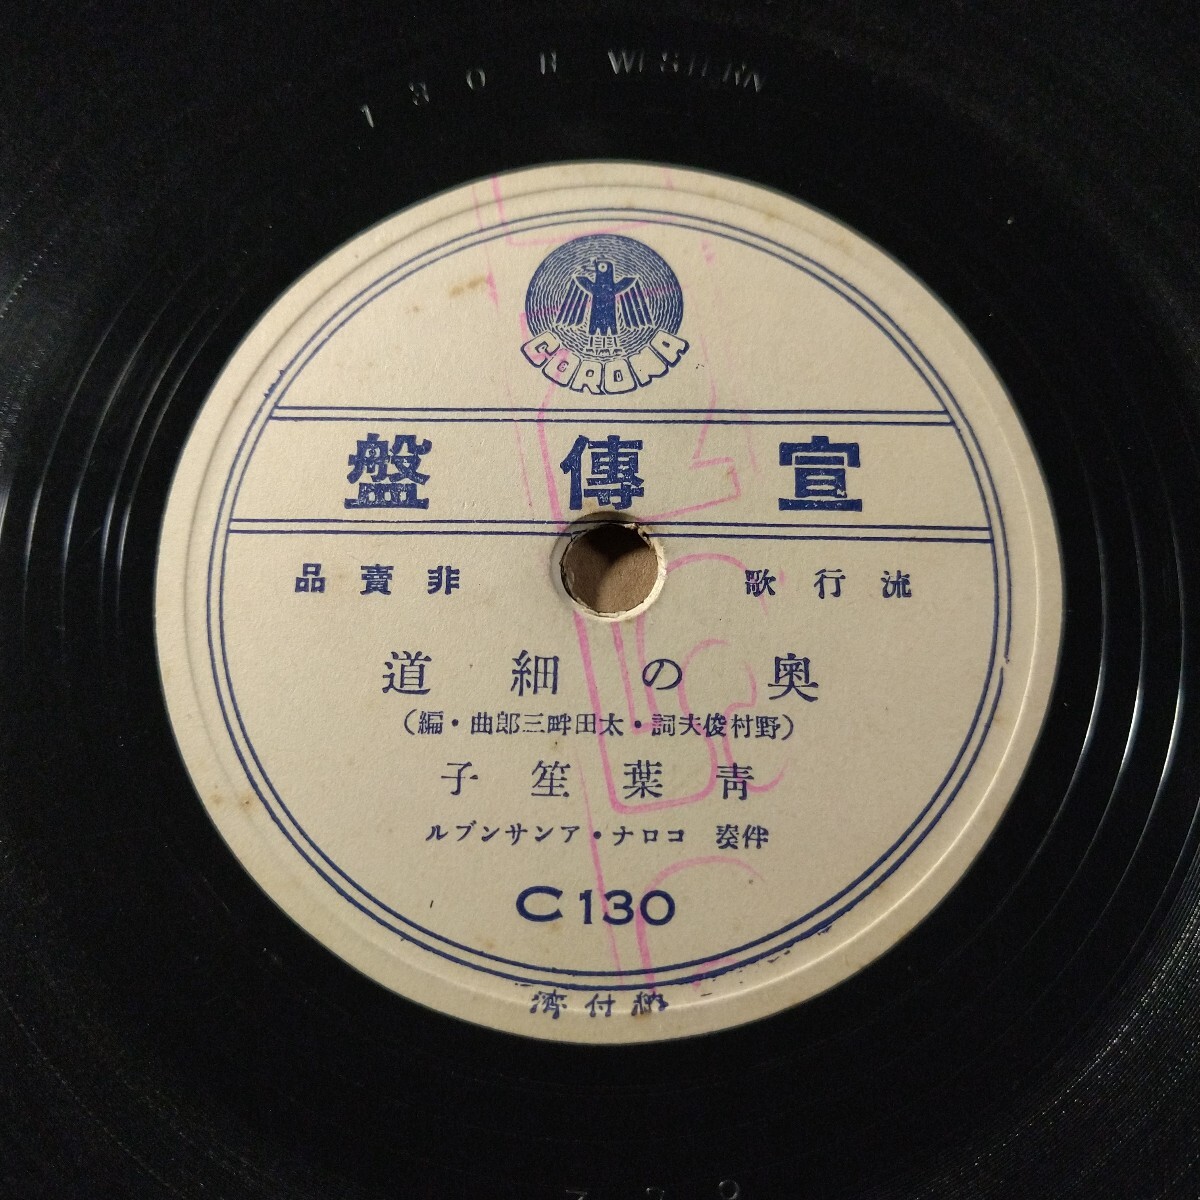 130 WESTERN
CORONA
宣傳盤
流行歌 非賣品
奥の細道
(野村俊夫詞・太田畔三郎曲・編)
靑葉笙子
伴奏 コロナ・アンサンブル
C130
納付濟